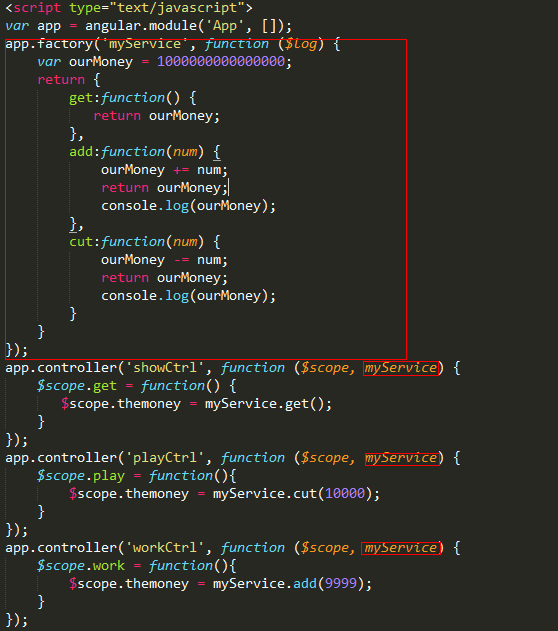 <script type="text/javascript">
var app = angular.module('App', []);
app.factory('myService', function ($log) {
    var ourMoney = 1000000000000000;
    return {
        get:function() {
           return ourMoney;
        },
        add:function(num) {
            ourMoney += num;
            return ourMoney;
            console.log(ourMoney);
        },
        cut:function(num) {
            ourMoney -= num;
            return ourMoney;
            console.log(ourMoney);
        }
    }
});
app.controller('showCtrl', function ($scope, myService) {
    $scope.get = function() {
       $scope.themoney = myService.get();
    }
});
app.controller('playCtrl', function ($scope, myService) {
    $scope.play = function(){
        $scope.themoney = myService.cut(10000);
    }
});
app.controller('workCtrl', function ($scope, myService) {
    $scope.work = function(){
        $scope.themoney = myService.add(9999);
    }
});